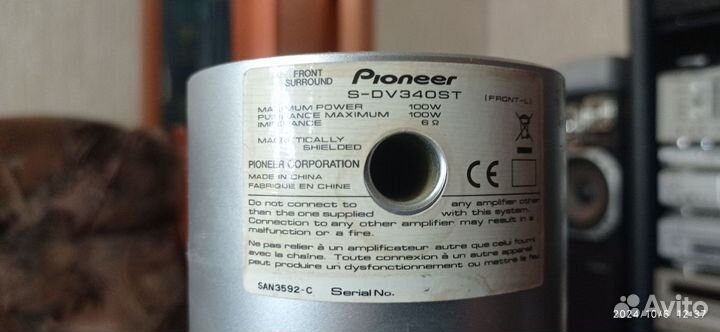 FRONT
SURROUND
Pioneer
S-DV340ST
(FRONT-L)
MAXIMUM POWER 100W
PUISSANCE MAXIMUM 100W
IMPEDANCE 6 Ω
MAGNETICALLY
SHIELDED
PIONEER CORPORATION
MADE IN CHINA
FABRIQUE EN CHINE
CE
Do not connect to any amplifier other
than the one supplied with this system.
Connection to any other amplifier may result in a
malfunction or a fire.
Ne pas relier à un amplificateur autre que celui fourni
avec la chaîne. Toute connexion à un autre appareil
peut produire un dysfonctionnement ou mettre le feu
SAN3592-C Serial No.
Avito
2024/10/6 12:37